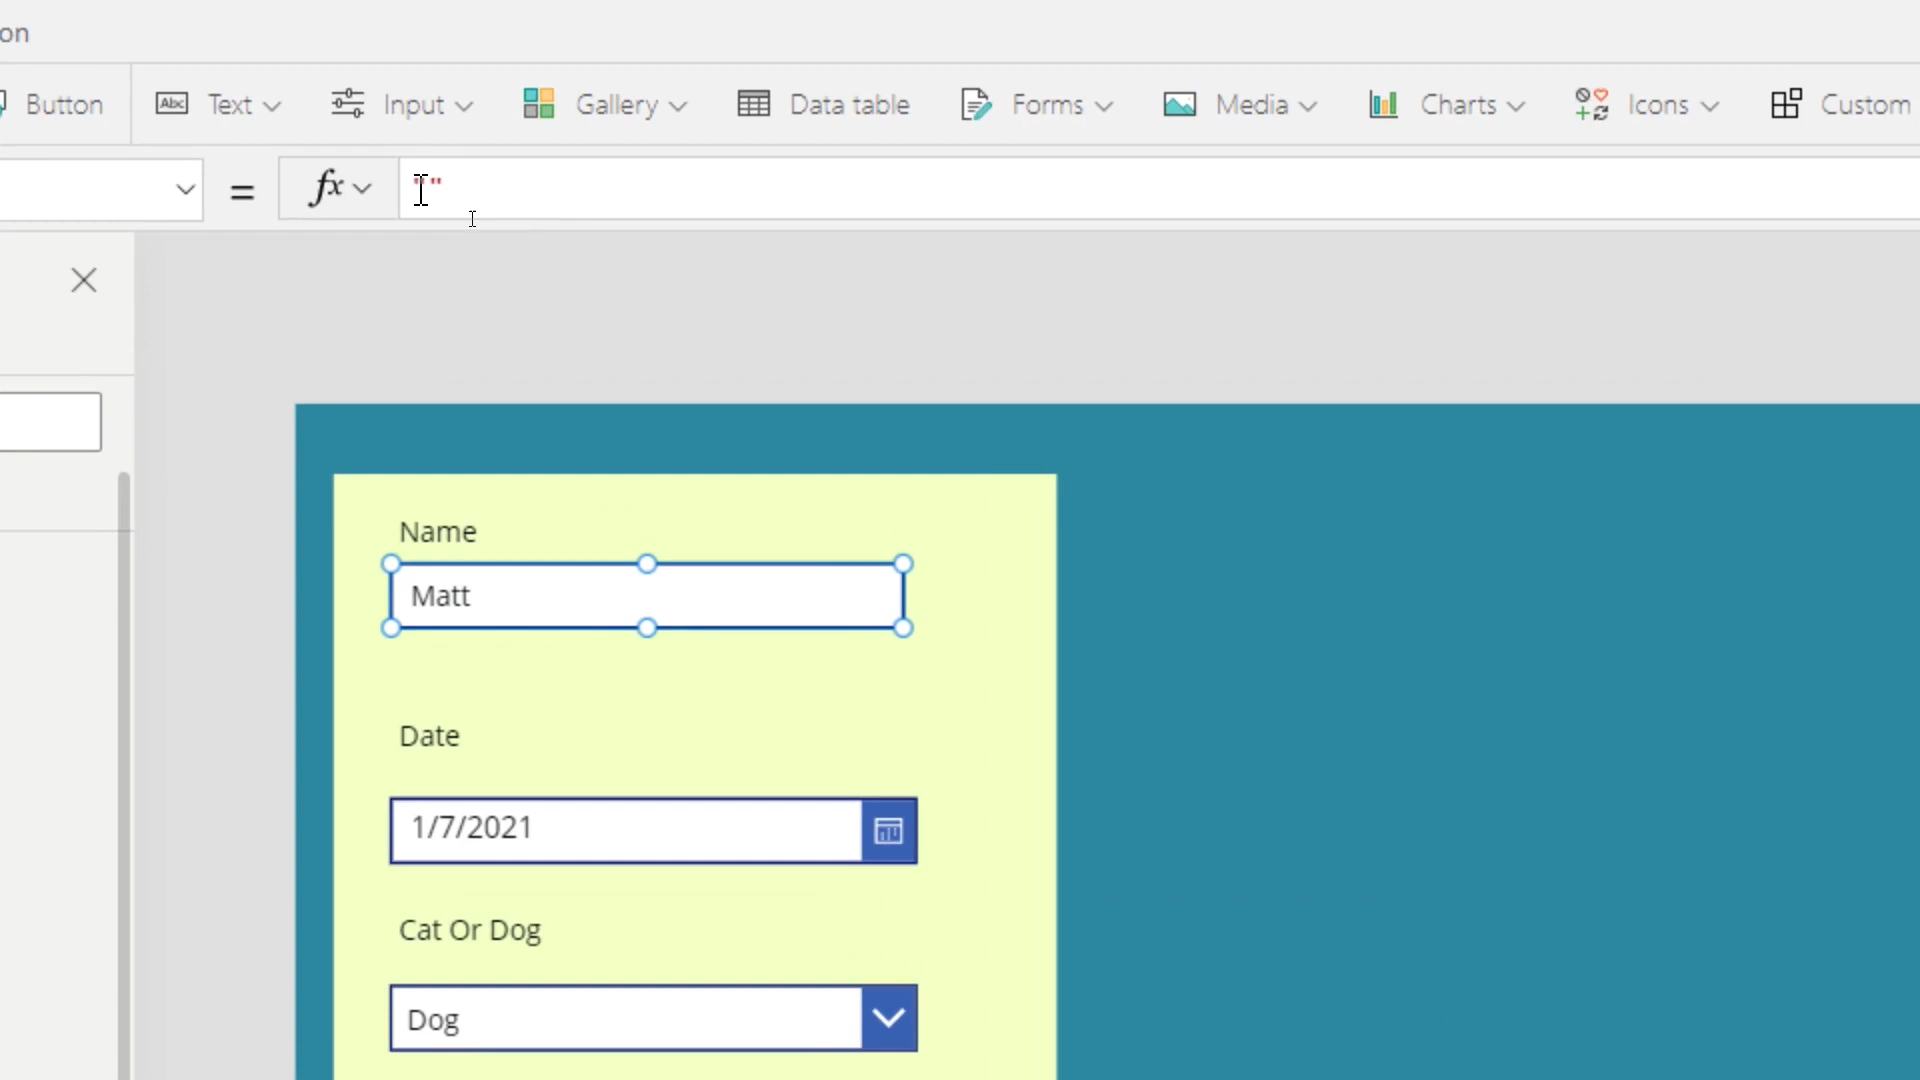 on
Button Text Input Gallery Data table Forms Media Charts Icons Custom
= fx ""
Name
Matt
Date
1/7/2021
Cat Or Dog
Dog